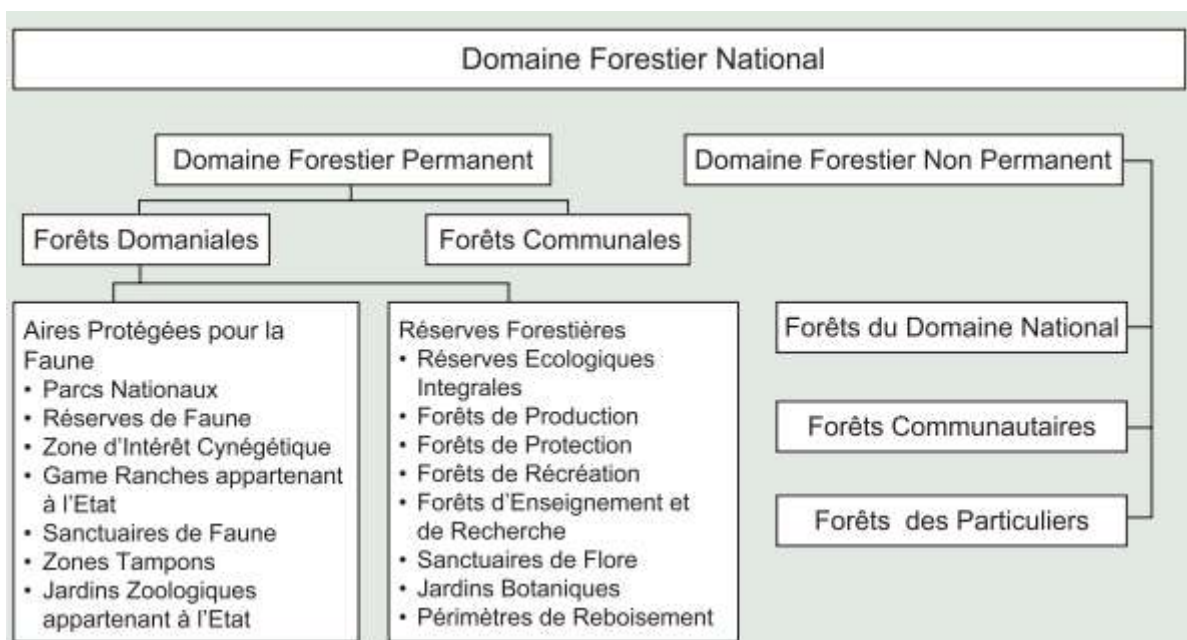 Domaine Forestier National
Domaine Forestier Permanent
Domaine Forestier Non Permanent
Forêts Domaniales
Forêts Communales
Aires Protégées pour la
Faune
• Parcs Nationaux
• Réserves de Faune
• Zone d'Intérêt Cynégétique
• Game Ranches appartenant
à l'Etat
• Sanctuaires de Faune
• Zones Tampons
• Jardins Zoologiques
appartenant à l'Etat
Réserves Forestières
• Réserves Ecologiques
Integrales
• Forêts de Production
• Forêts de Protection
• Forêts de Récréation
• Forêts d'Enseignement et
de Recherche
• Sanctuaires de Flore
• Jardins Botaniques
• Périmètres de Reboisement
Forêts du Domaine National
Forêts Communautaires
Forêts des Particuliers